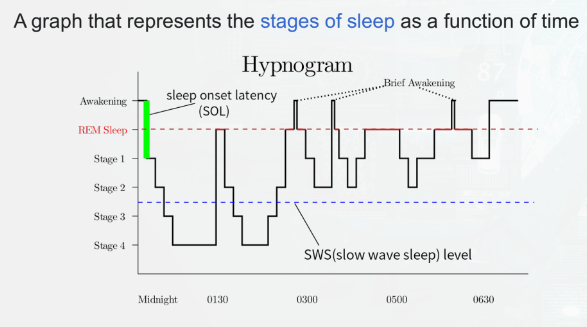 A graph that represents the stages of sleep as a function of time
Hypnogram
Brief Awakening
Awakening
sleep onset latency
(SOL)
REM Sleep
Stage 1
Stage 2
Stage 3
Stage 4
SWS(slow wave sleep) level
Midnight 0130 0300 0500 0630
87